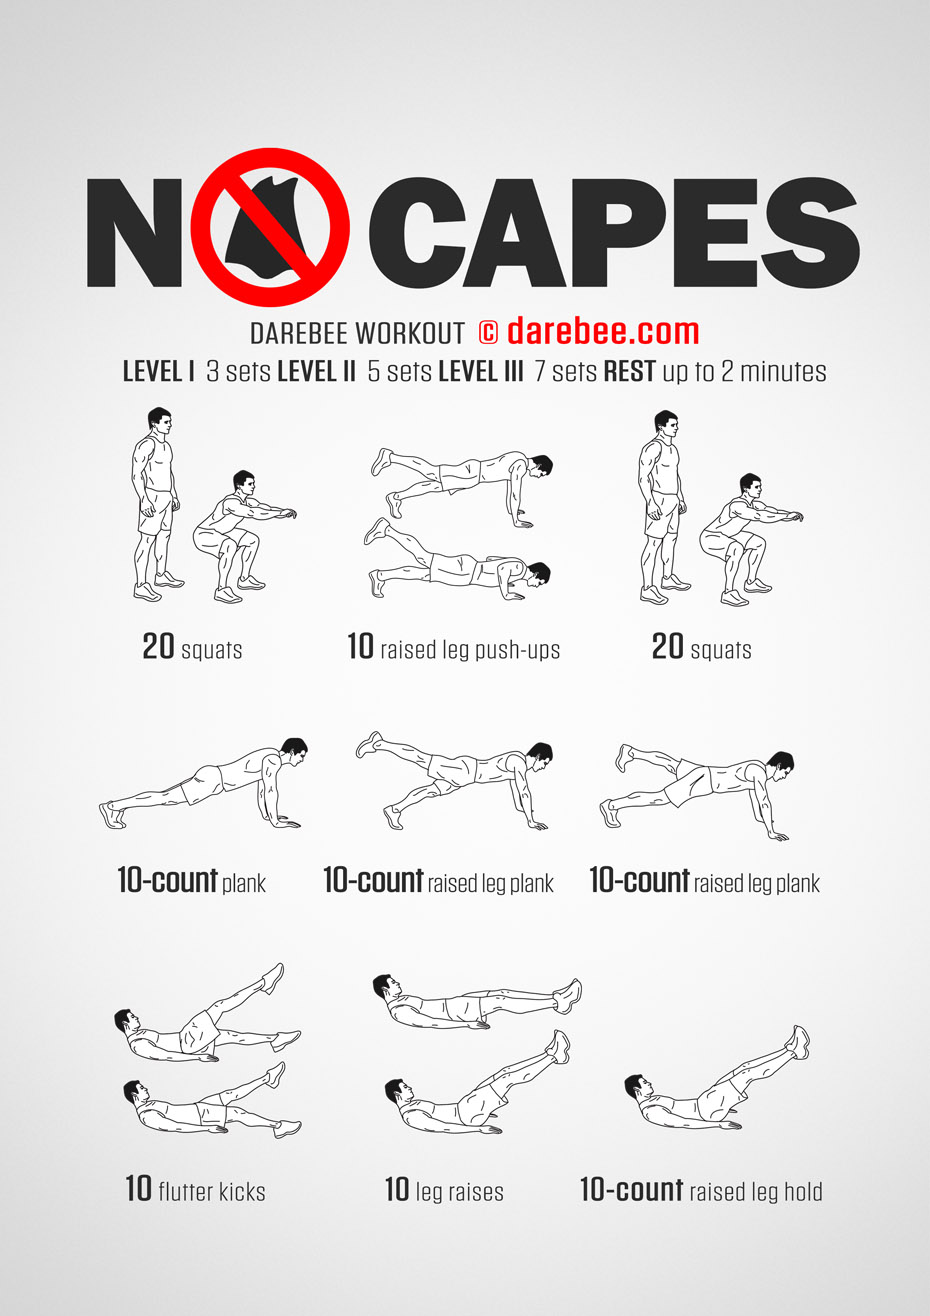 NO CAPES
DAREBEE WORKOUT © darebee.com
LEVEL I 3 sets LEVEL II 5 sets LEVEL III 7 sets REST up to 2 minutes
20 squats
10 raised leg push-ups
20 squats
10-count plank
10-count raised leg plank
10-count raised leg plank
10 flutter kicks
10 leg raises
10-count raised leg hold